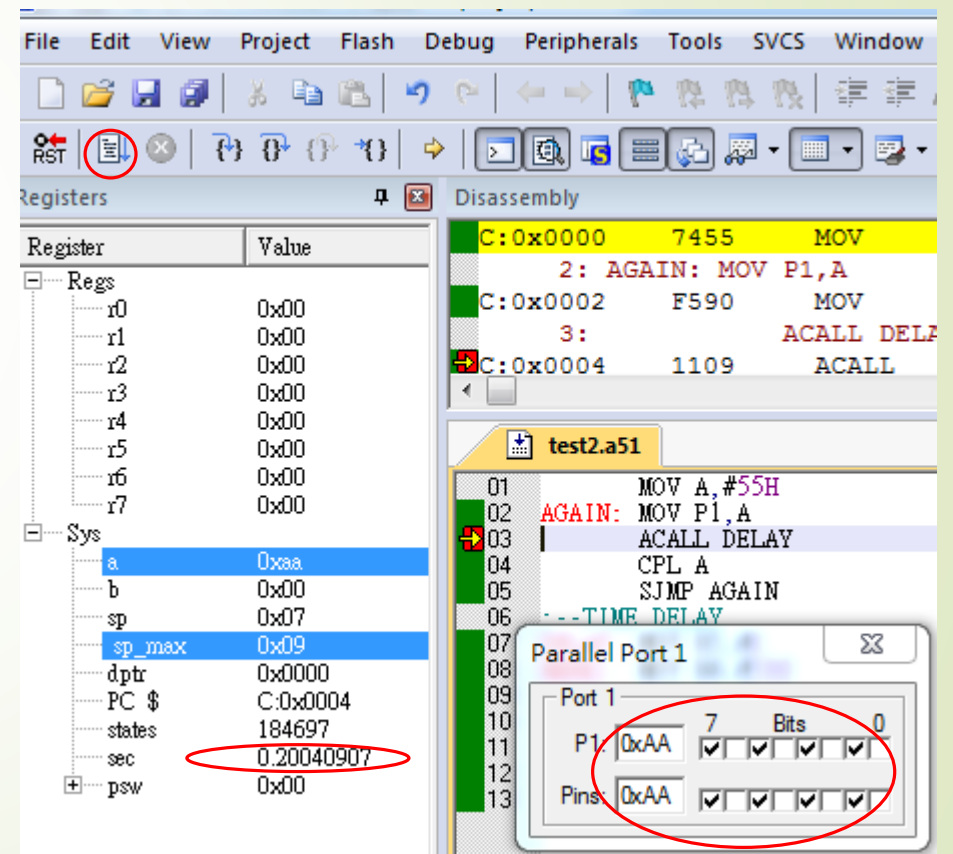 File Edit View Project Flash Debug Peripherals Tools SVCS Window
RST
Registers
Register Value
Regs
r0 0x00
r1 0x00
r2 0x00
r3 0x00
r4 0x00
r5 0x00
r6 0x00
r7 0x00
Sys
a 0xaa
b 0x00
sp 0x07
sp_max 0x09
dptr 0x0000
PC $ C:0x0004
states 184697
sec 0.20040907
psw 0x00
Disassembly
C:0x0000 7455 MOV
2: AGAIN: MOV P1,A
C:0x0002 F590 MOV
3: ACALL DELA
C:0x0004 1109 ACALL
test2.a51
01 MOV A,#55H
02 AGAIN: MOV P1,A
03 ACALL DELAY
04 CPL A
05 SJMP AGAIN
06 ;---TIME DELAY
07
08
09
10
11
12
13
Parallel Port 1
Port 1
7 Bits 0
P1: 0xAA
Pins: 0xAA